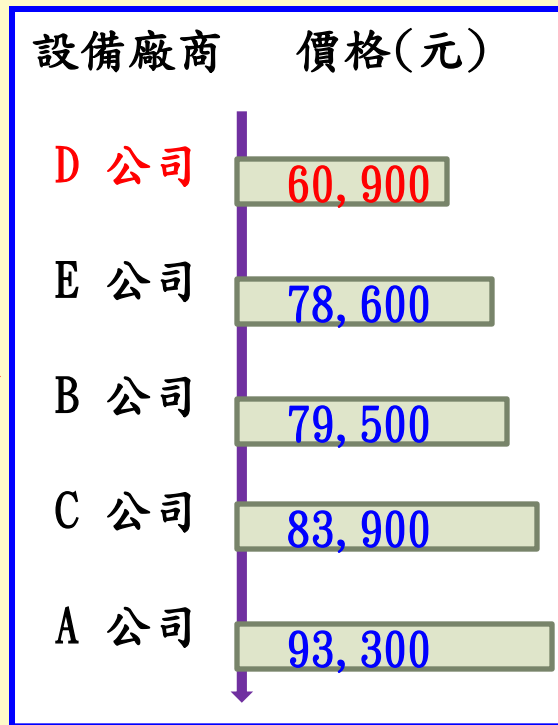 設備廠商 價格(元)
D 公司 60,900
E 公司 78,600
B 公司 79,500
C 公司 83,900
A 公司 93,300